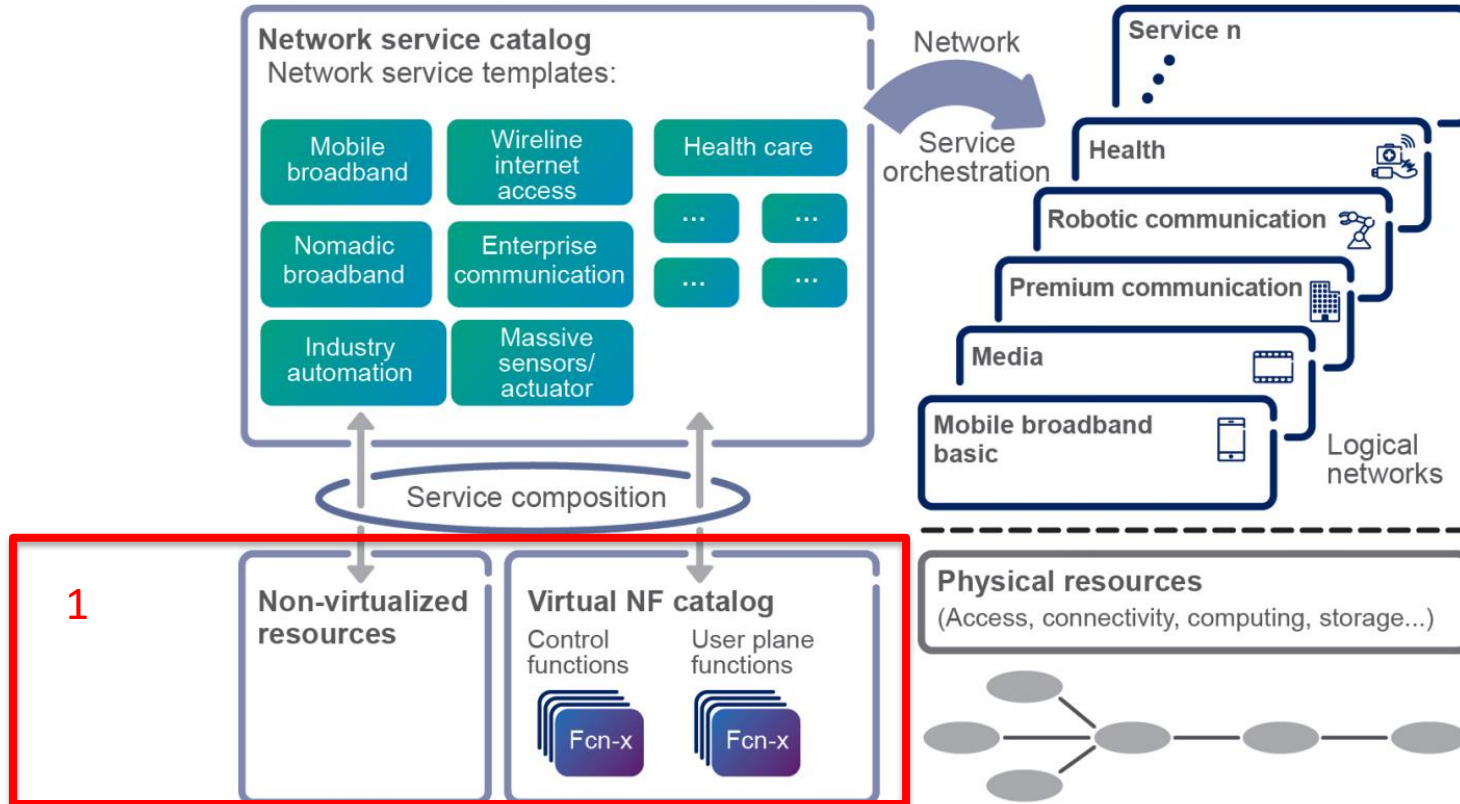 Network service catalog
Network service templates:
Mobile
broadband
Wireline
internet
access
Health care
...
...
Nomadic
broadband
Enterprise
communication
...
...
Industry
automation
Massive
sensors/
actuator
Network
Service
orchestration
Service n
Health
Robotic communication
Premium communication
Media
Mobile broadband
basic
Logical
networks
Service composition
1
Non-virtualized
resources
Virtual NF catalog
Control
functions
User plane
functions
Fcn-x
Fcn-x
Physical resources
(Access, connectivity, computing, storage...)